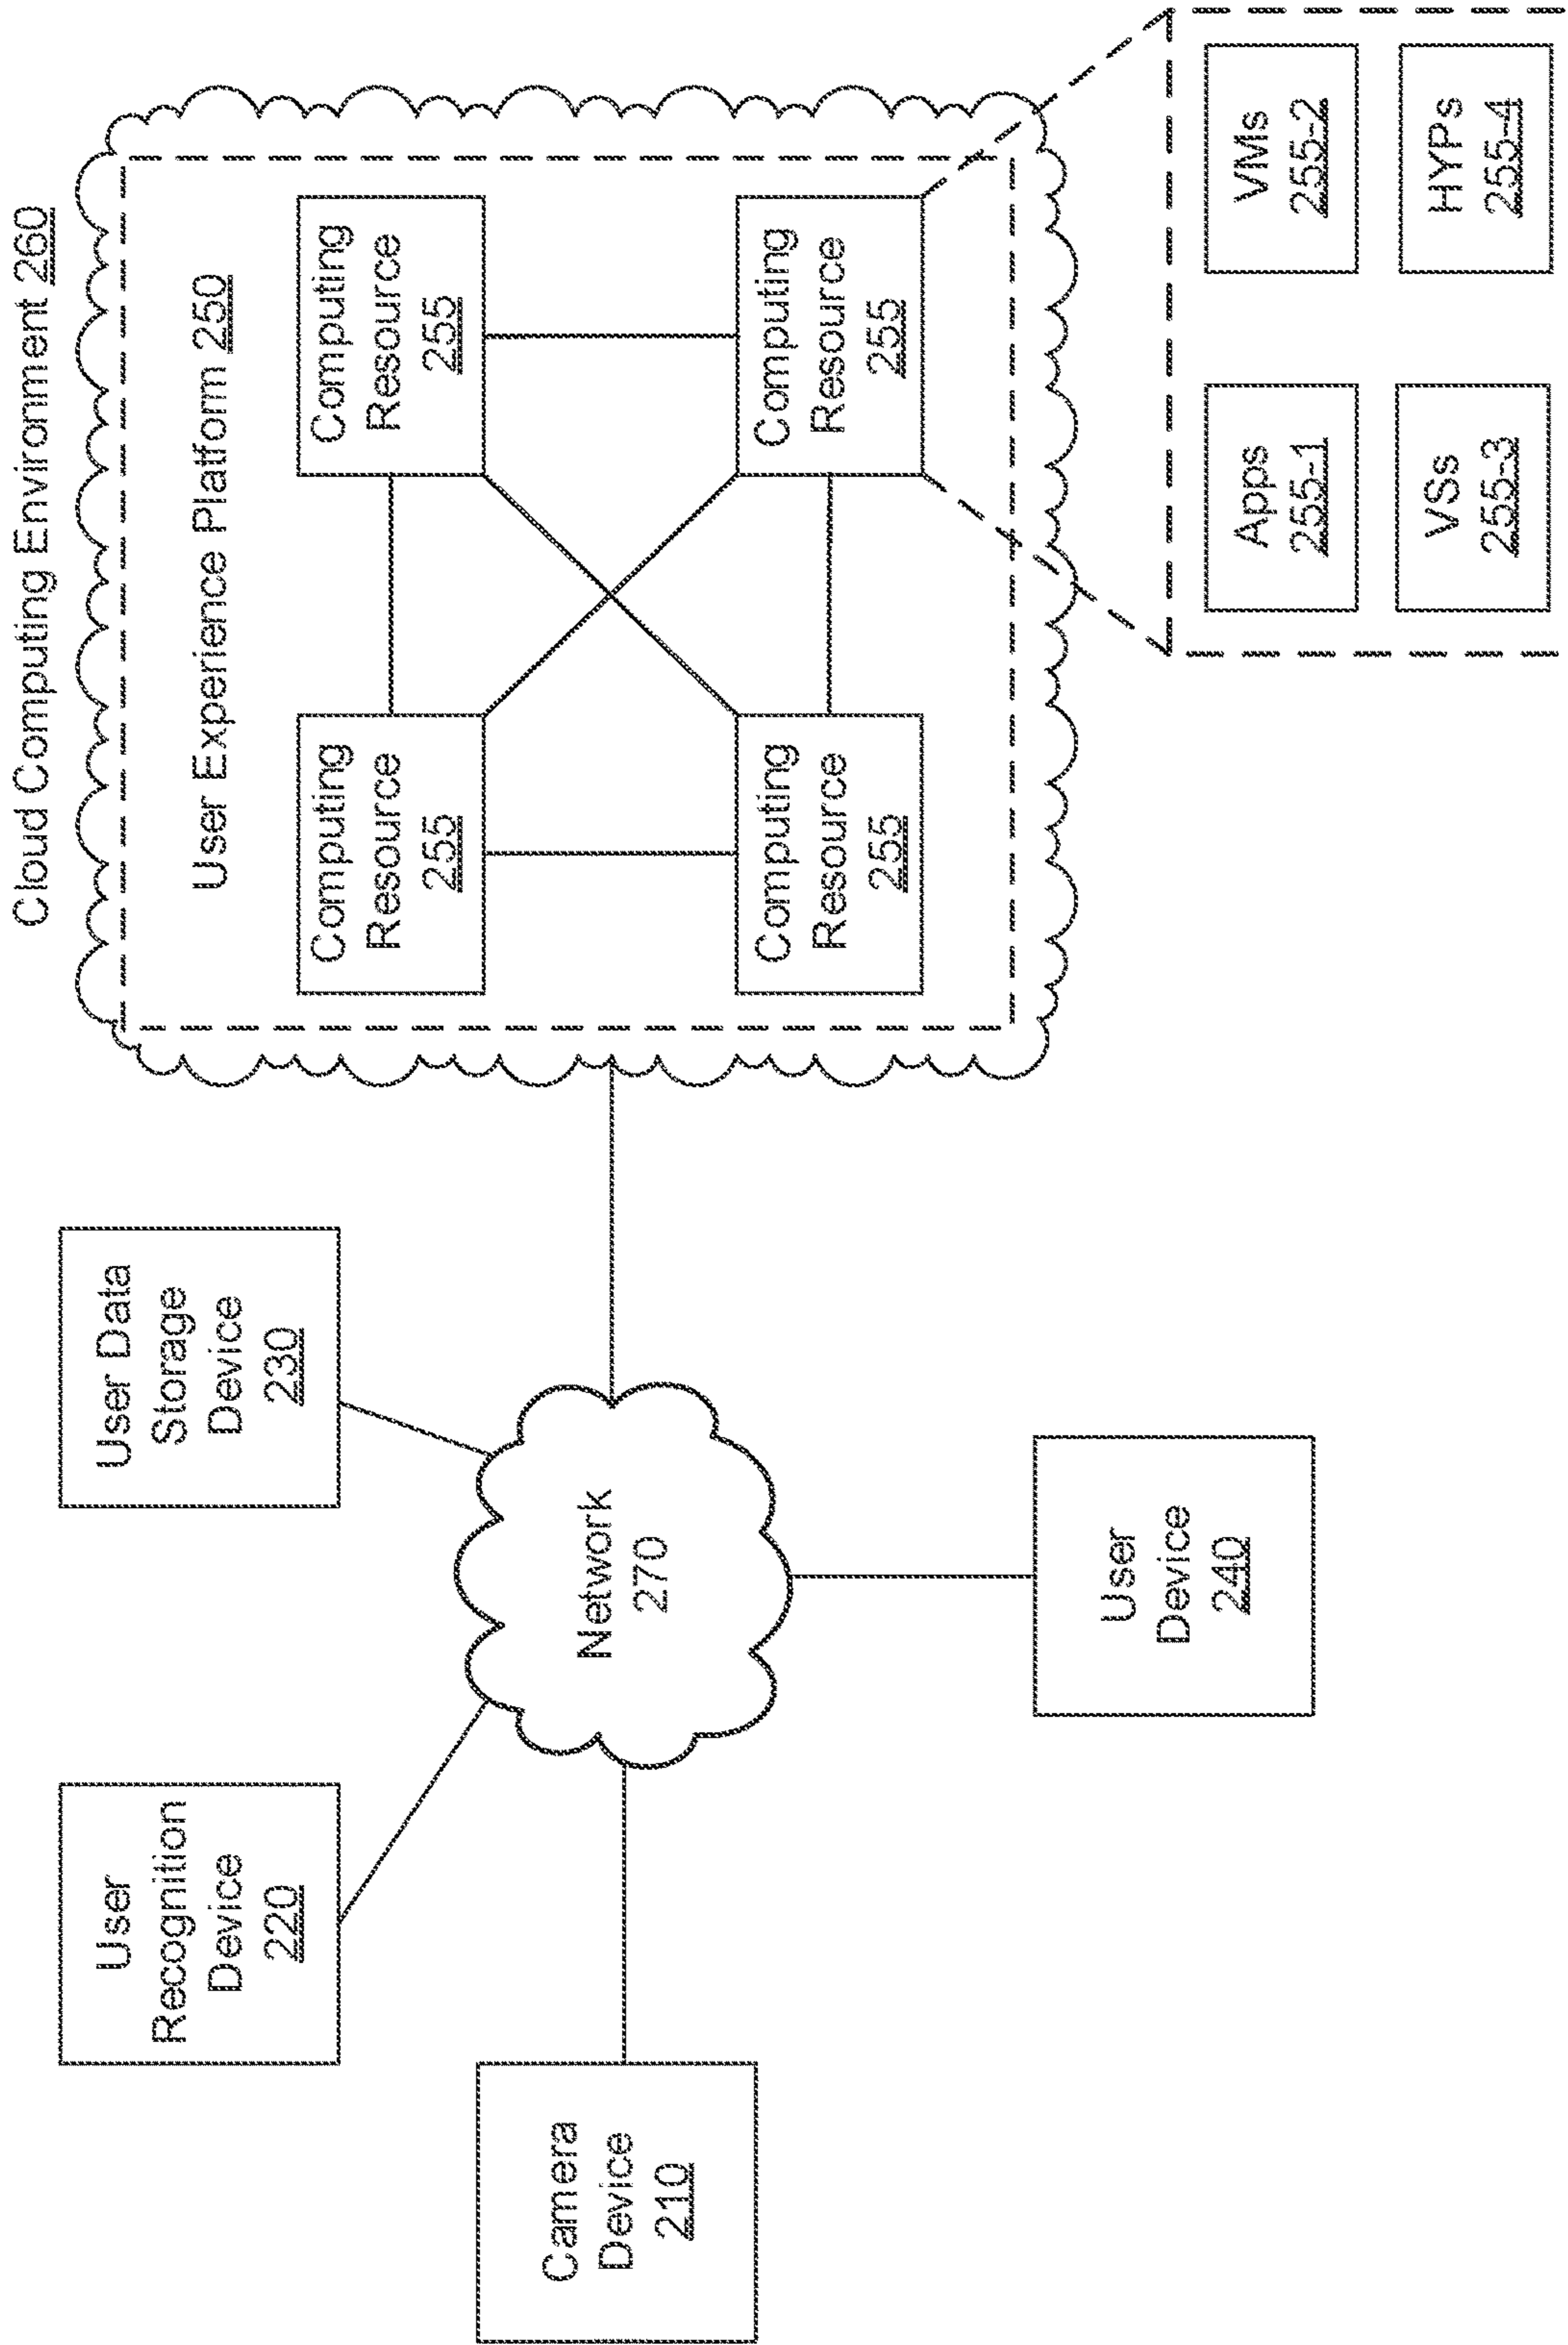 Cloud Computing Environment 260
User Experience Platform 250
Computing
Resource
255
Computing
Resource
255
Computing
Resource
255
Computing
Resource
255
Apps
255-1
VMs
255-2
VSs
255-3
HYPs
255-4
User
Recognition
Device
220
User Data
Storage
Device
230
Camera
Device
210
Network
270
User
Device
240